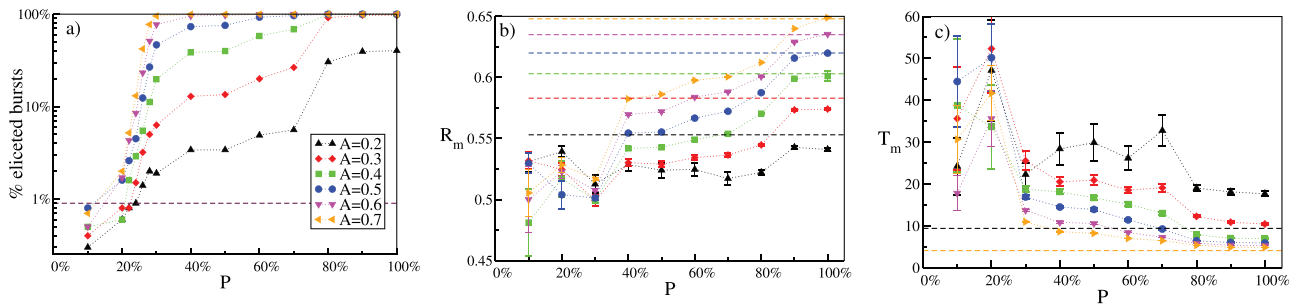 a)
100%
10%
1%
% elicited bursts
0% 20% 40% 60% 80% 100%
P
A=0.2
A=0.3
A=0.4
A=0.5
A=0.6
A=0.7
b)
0.65
0.6
0.55
0.5
0.45
Rm
0% 20% 40% 60% 80% 100%
P
c)
60
50
40
30
20
10
0
Tm
0% 20% 40% 60% 80% 100%
P